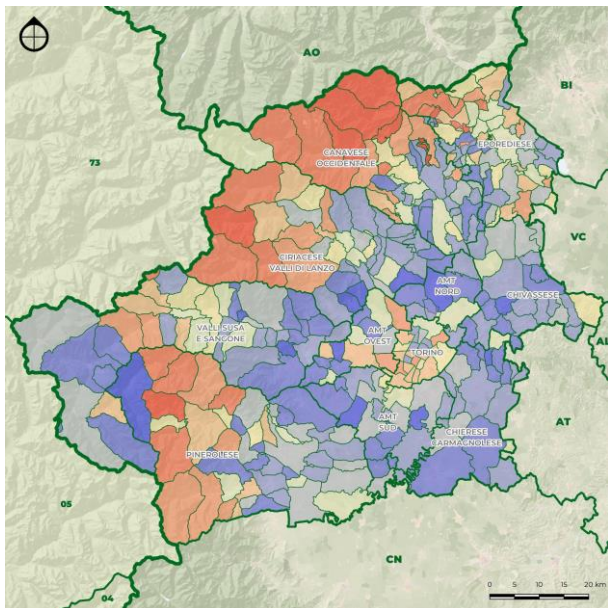 AO
BI
73
CANAVESE
OCCIDENTALE
EPOREDIESE
VC
CIRIACESE
VALLI DI LANZO
AMT
NORD
CHIVASSESE
VALLI SUSA
E SANGONE
AMT
OVEST
TORINO
AL
AMT
SUD
CHIERESE
CARMAGNOLESE
AT
PINEROLESE
05
CN
04
0 5 10 15 20 km